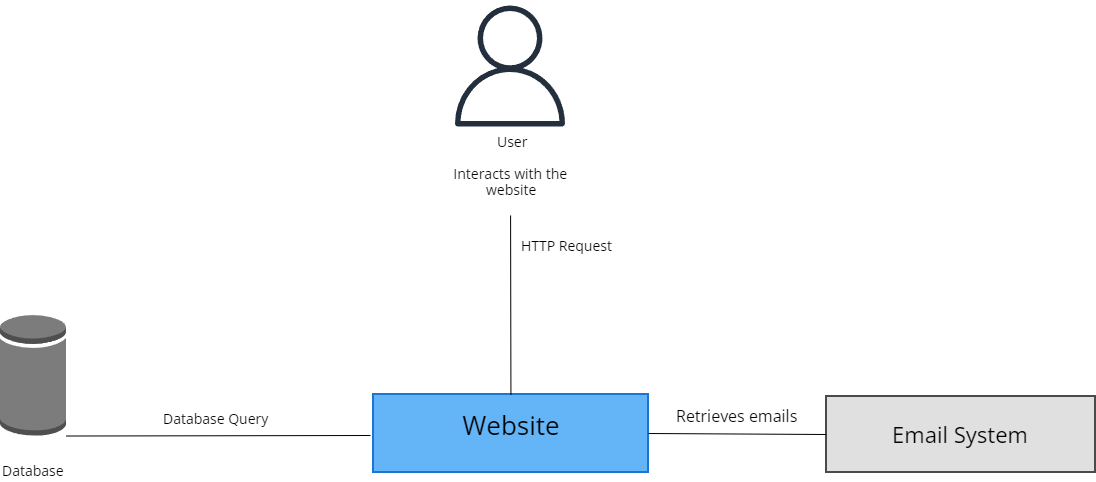 User
Interacts with the
website
HTTP Request
Database Query
Website
Retrieves emails
Email System
Database